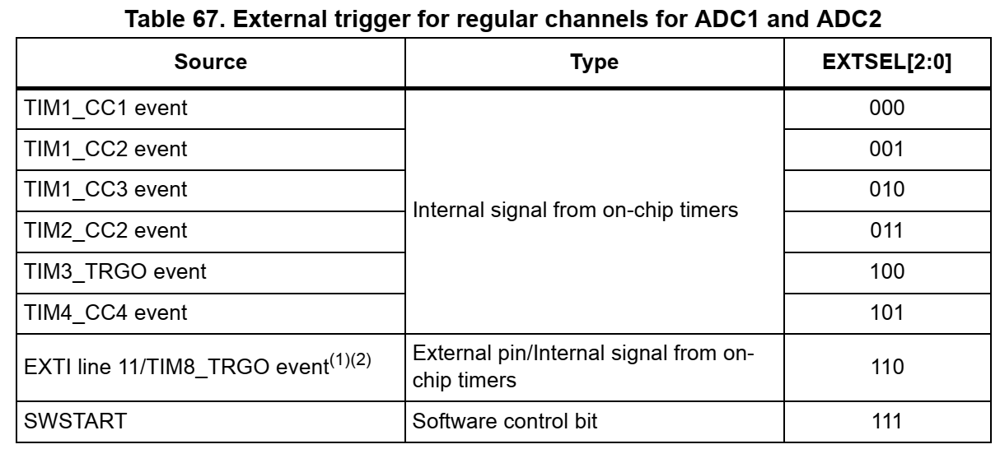 Table 67. External trigger for regular channels for ADC1 and ADC2
Source Type EXTSEL[2:0]
TIM1_CC1 event 000
TIM1_CC2 event 001
TIM1_CC3 event 010
Internal signal from on-chip timers
TIM2_CC2 event 011
TIM3_TRGO event 100
TIM4_CC4 event 101
EXTI line 11/TIM8_TRGO event(1)(2) External pin/Internal signal from on-
chip timers 110
SWSTART Software control bit 111